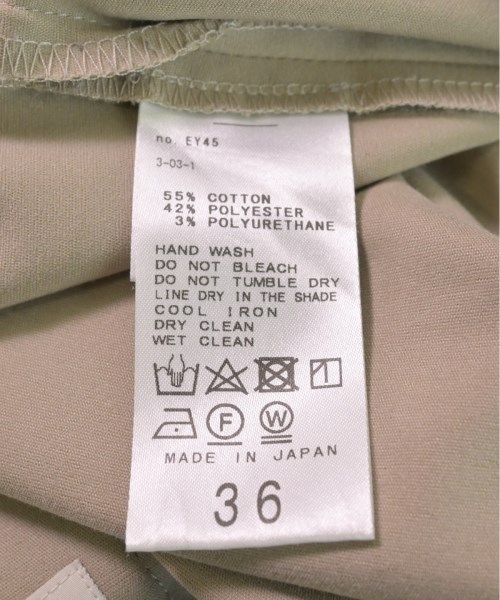 no. EY45
3-03-1
55% COTTON
42% POLYESTER
3% POLYURETHANE
HAND WASH
DO NOT BLEACH
DO NOT TUMBLE DRY
LINE DRY IN THE SHADE
COOL IRON
DRY CLEAN
WET CLEAN
F W
MADE IN JAPAN
36